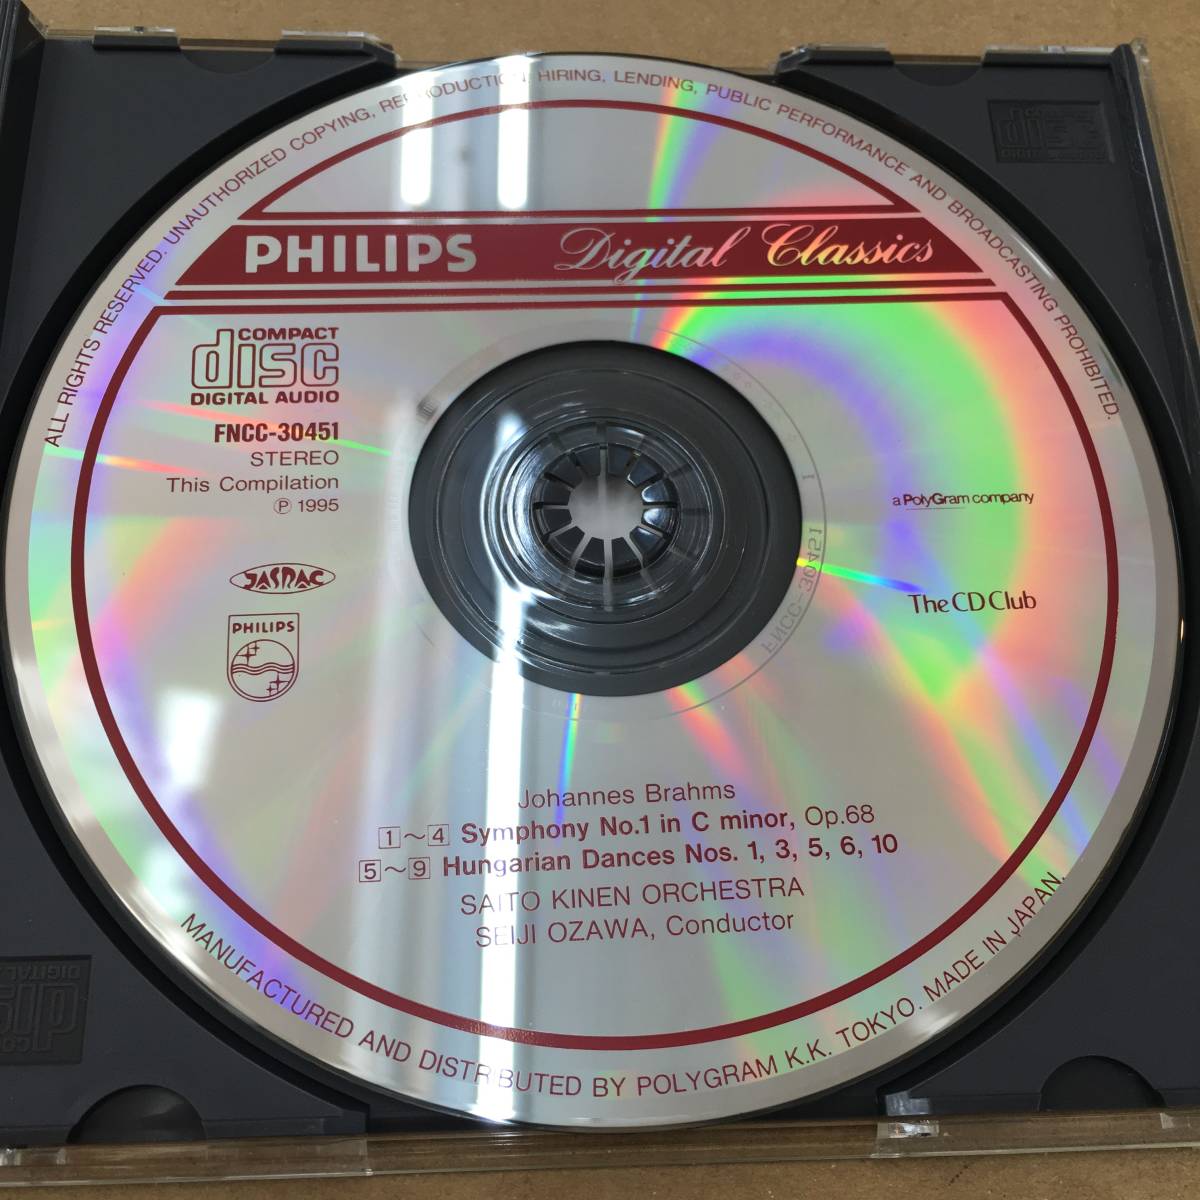 ALL RIGHTS RESERVED. UNAUTHORIZED COPYING, REPRODUCTION, HIRING, LENDING, PUBLIC PERFORMANCE AND BROADCASTING PROHIBITED.
PHILIPS Digital Classics
COMPACT
disc
DIGITAL AUDIO
FNCC-30451
STEREO
This Compilation
℗ 1995
JASRAC
PHILIPS
a PolyGram company
The CD Club
FNCC-30451
1
Johannes Brahms
1~4 Symphony No.1 in C minor, Op.68
5~9 Hungarian Dances Nos. 1, 3, 5, 6, 10
SAITO KINEN ORCHESTRA
SEIJI OZAWA, Conductor
MANUFACTURED AND DISTRIBUTED BY POLYGRAM K.K. TOKYO. MADE IN JAPAN.